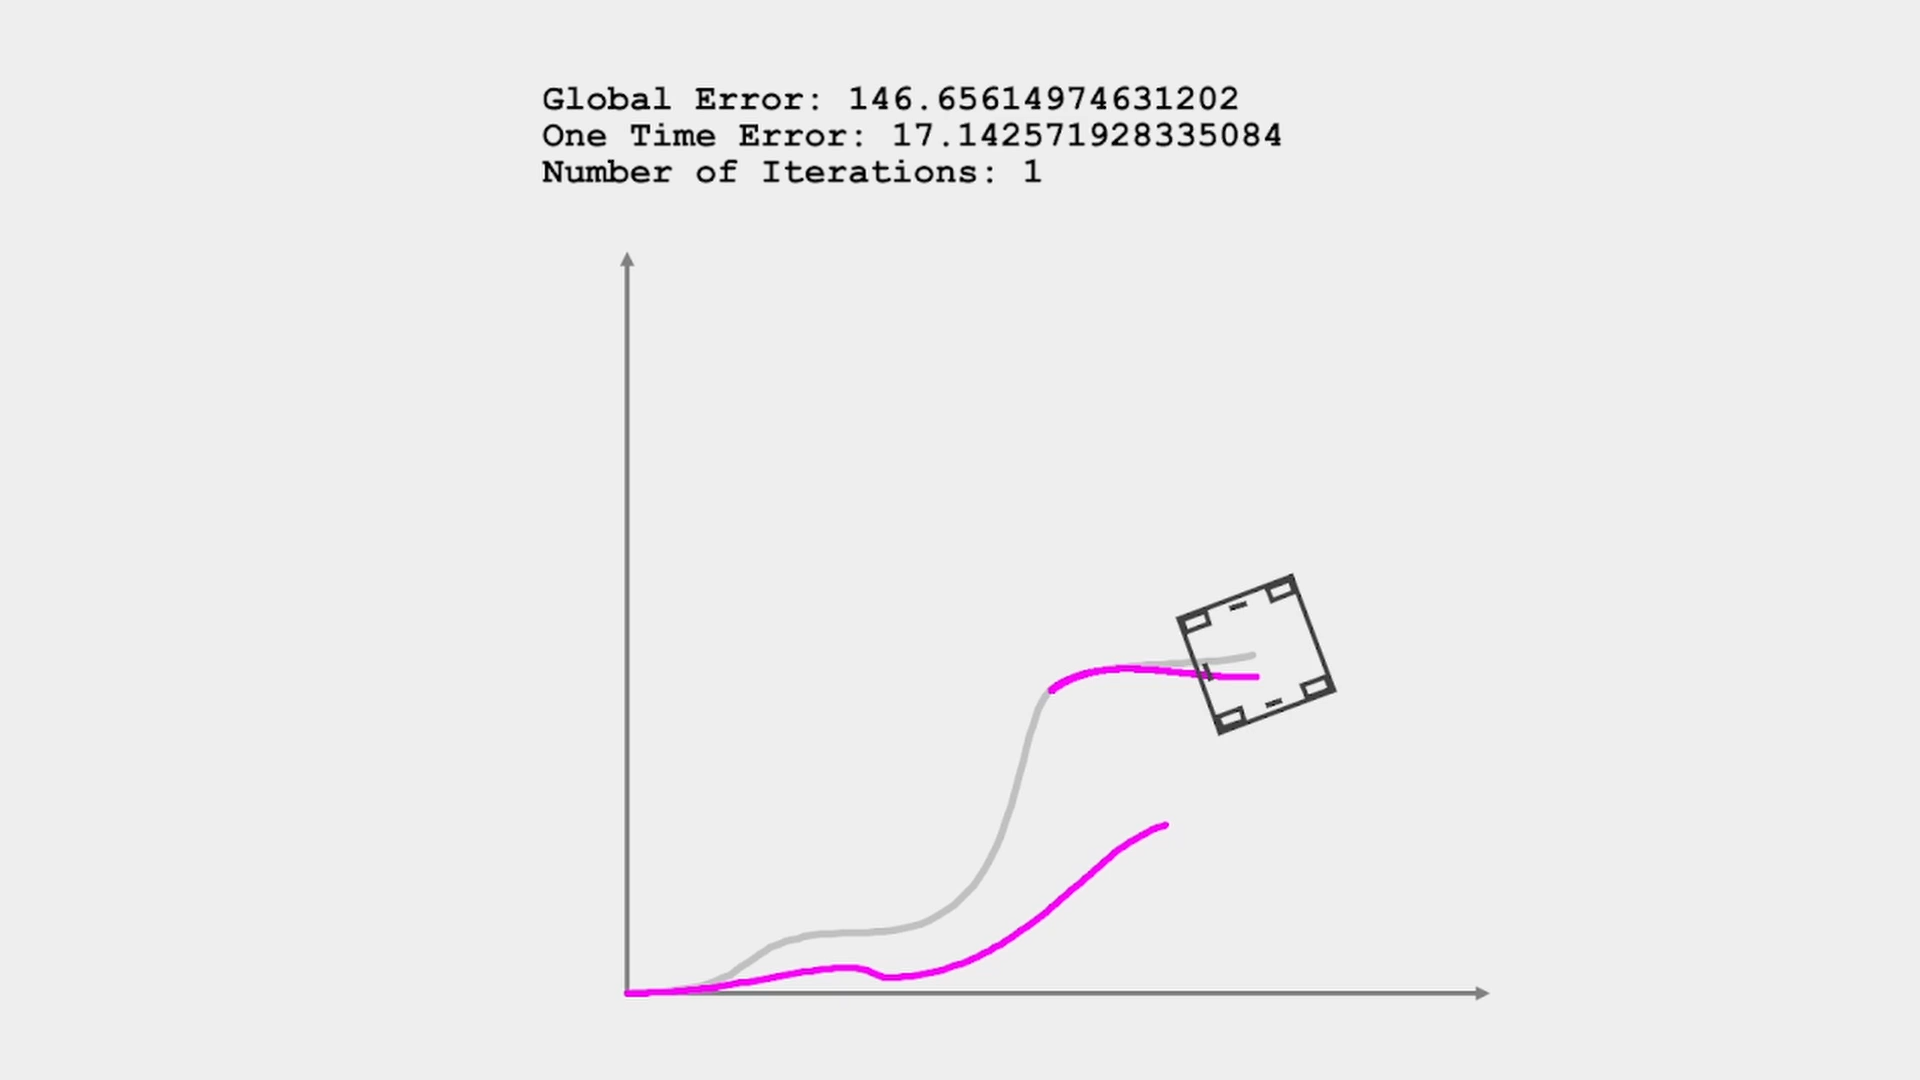 Global Error: 146.65614974631202
One Time Error: 17.142571928335084
Number of Iterations: 1